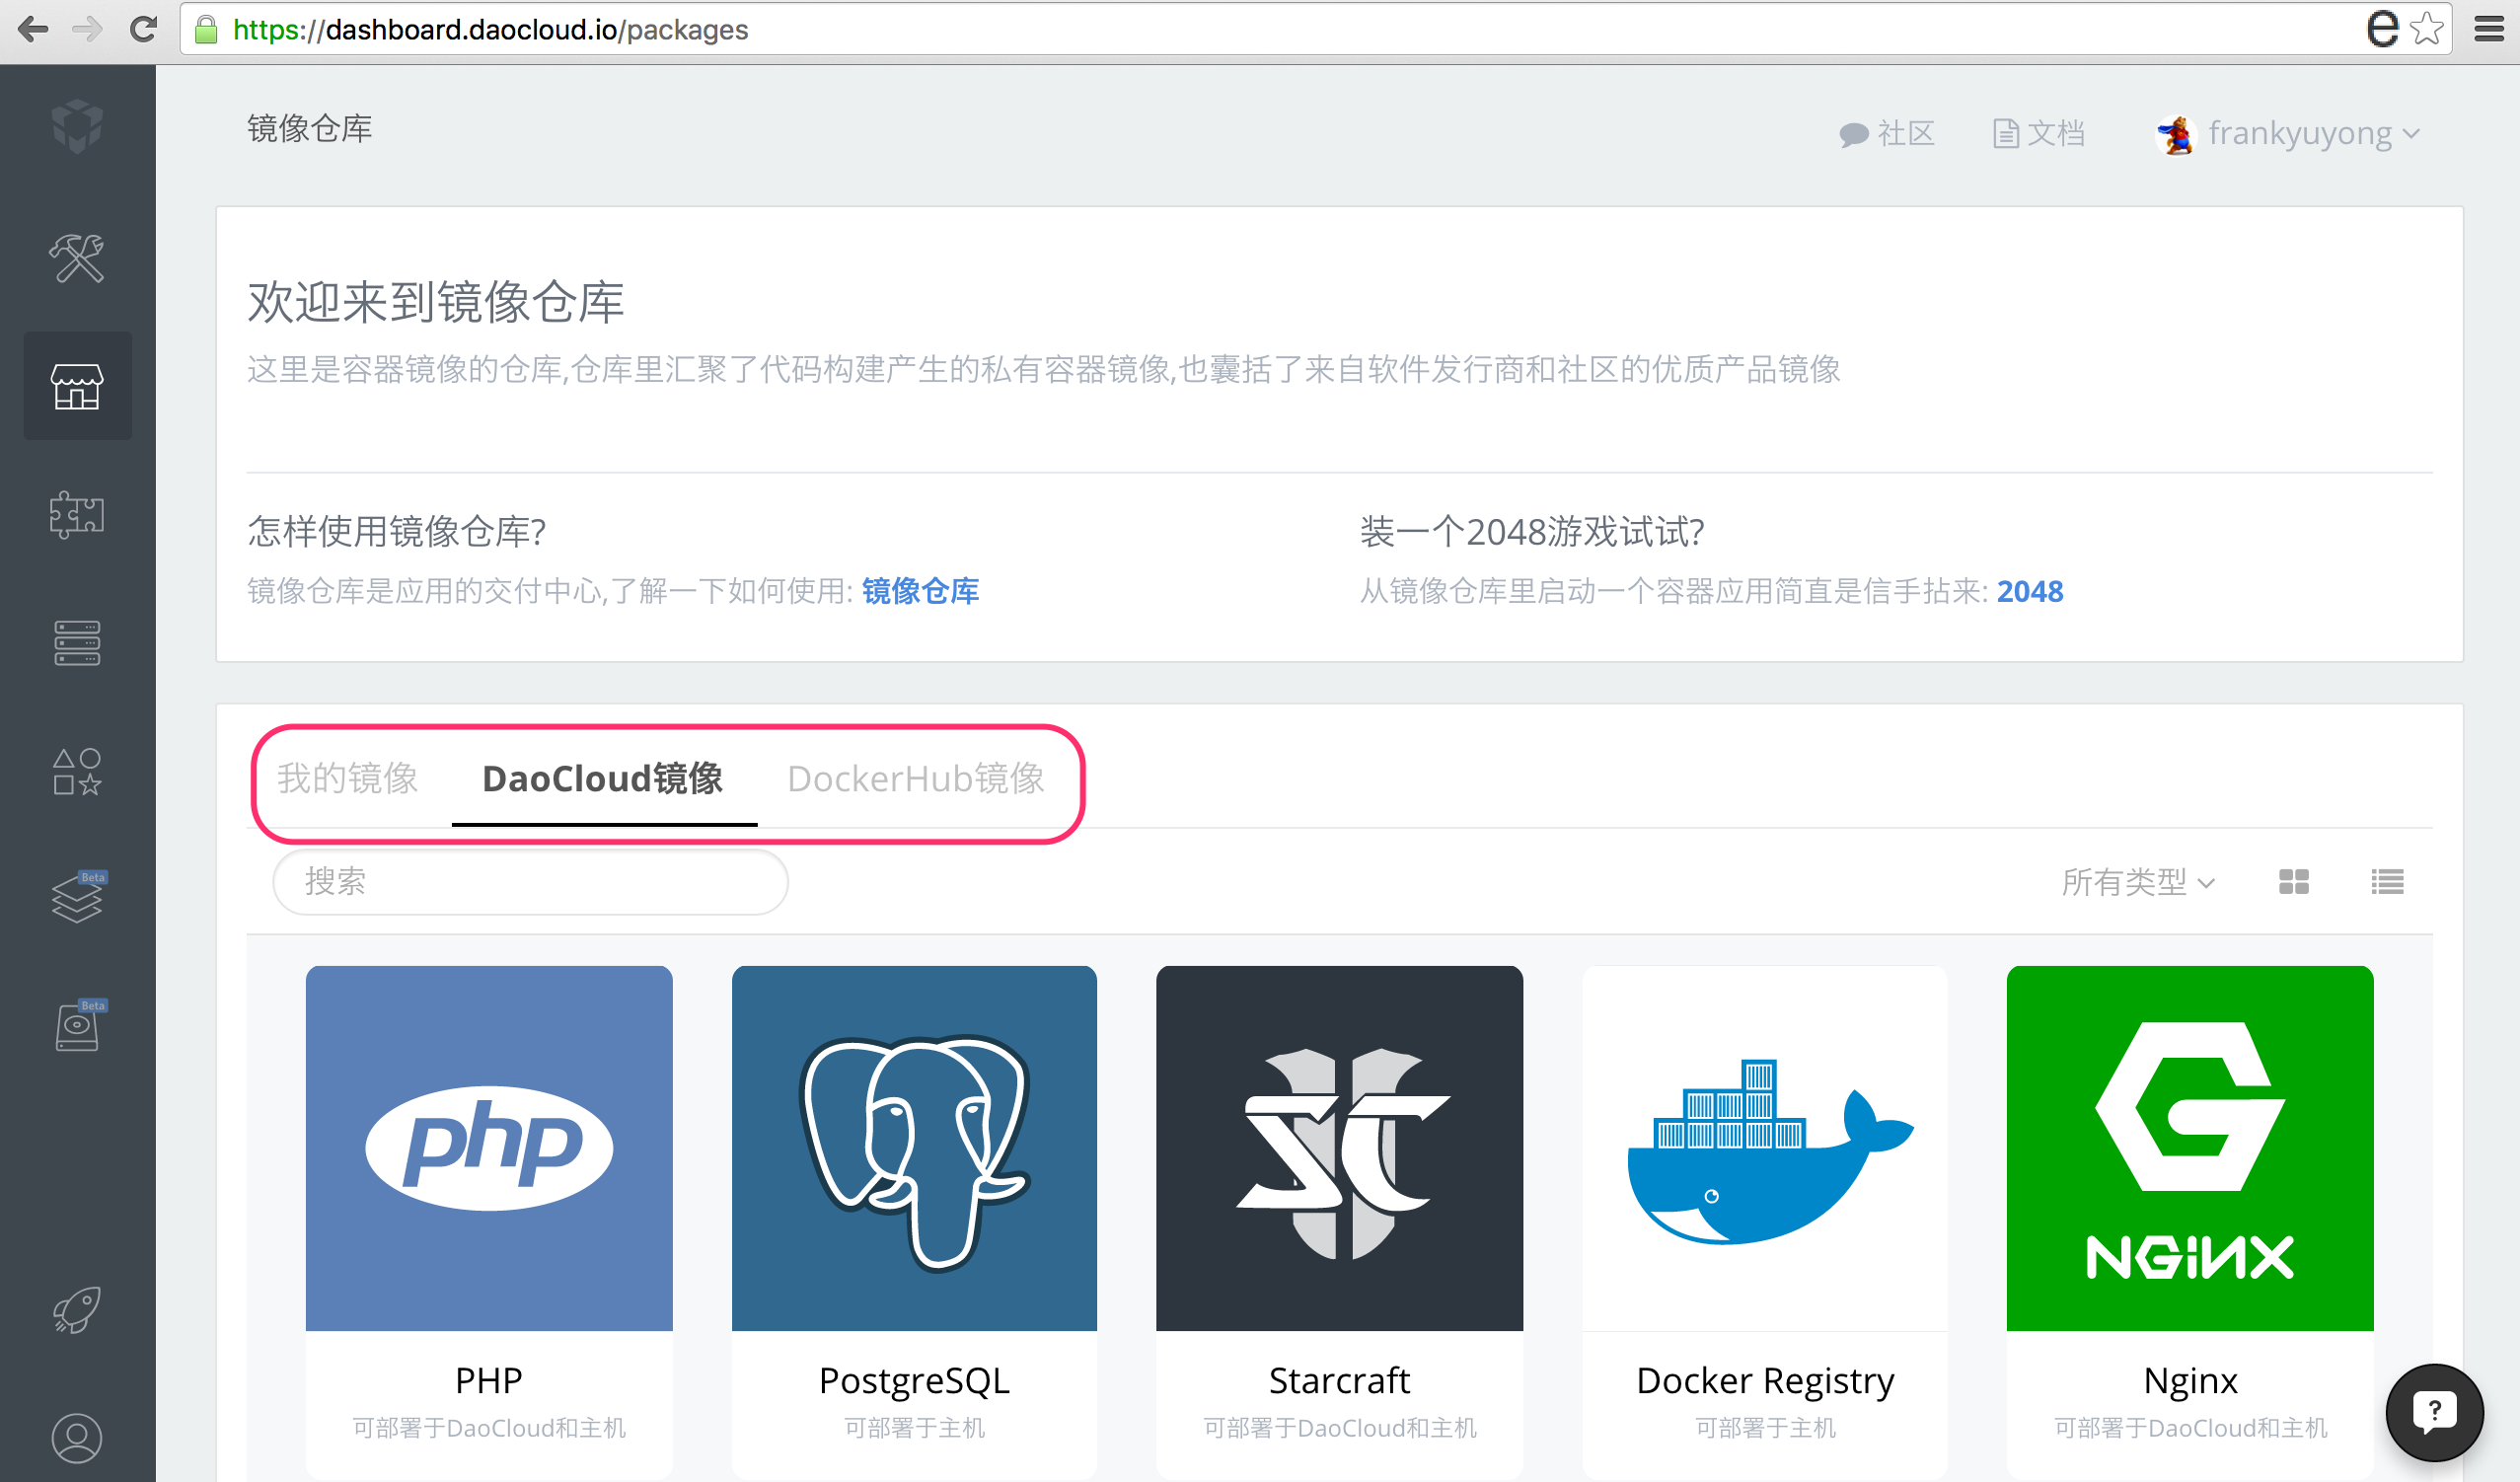 https://dashboard.daocloud.io/packages
镜像仓库
社区 文档 frankyuyong
欢迎来到镜像仓库
这里是容器镜像的仓库,仓库里汇聚了代码构建产生的私有容器镜像,也囊括了来自软件发行商和社区的优质产品镜像
怎样使用镜像仓库?
镜像仓库是应用的交付中心,了解一下如何使用: 镜像仓库
装一个2048游戏试试?
从镜像仓库里启动一个容器应用简直是信手拈来: 2048
我的镜像 DaoCloud镜像 DockerHub镜像
搜索
所有类型
Beta
Beta
php
SC
NGiNX
PHP
可部署于DaoCloud和主机
PostgreSQL
可部署于主机
Starcraft
可部署于DaoCloud和主机
Docker Registry
可部署于主机
Nginx
可部署于DaoCloud和主机